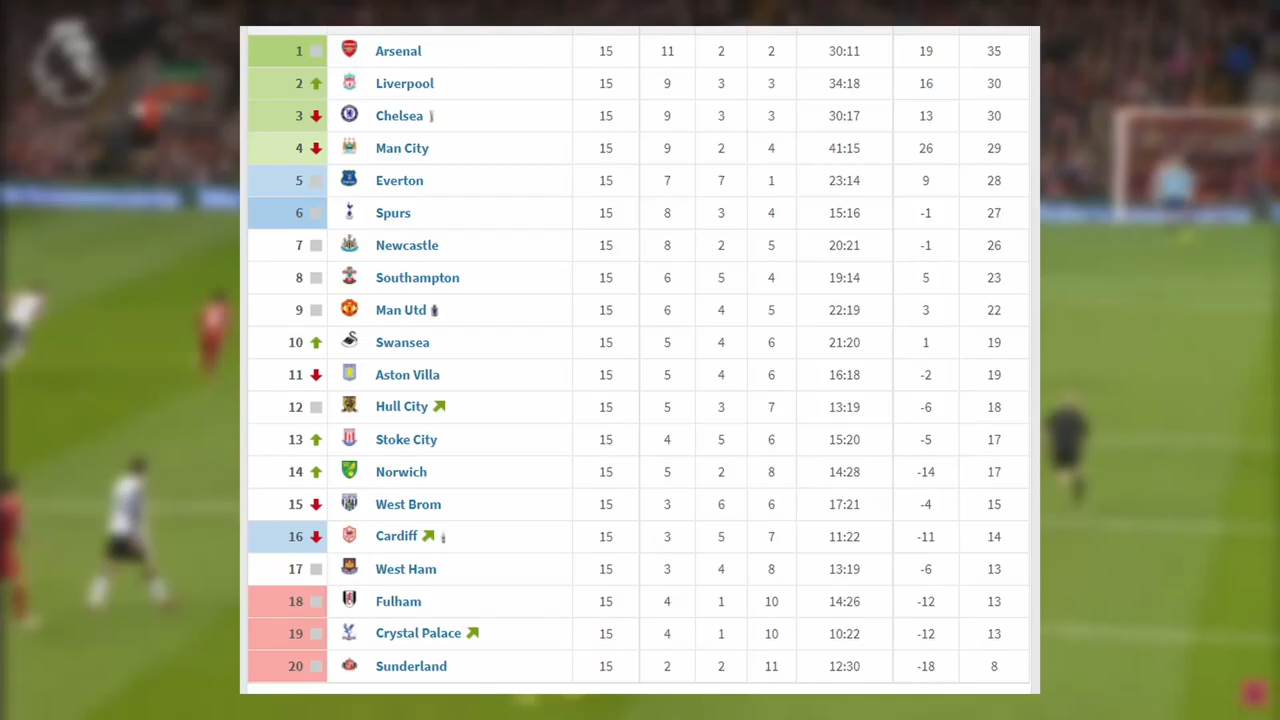 1 Arsenal 15 11 2 2 30:11 19 35
2 Liverpool 15 9 3 3 34:18 16 30
3 Chelsea 15 9 3 3 30:17 13 30
4 Man City 15 9 2 4 41:15 26 29
5 Everton 15 7 7 1 23:14 9 28
6 Spurs 15 8 3 4 15:16 -1 27
7 Newcastle 15 8 2 5 20:21 -1 26
8 Southampton 15 6 5 4 19:14 5 23
9 Man Utd 15 6 4 5 22:19 3 22
10 Swansea 15 5 4 6 21:20 1 19
11 Aston Villa 15 5 4 6 16:18 -2 19
12 Hull City 15 5 3 7 13:19 -6 18
13 Stoke City 15 4 5 6 15:20 -5 17
14 Norwich 15 5 2 8 14:28 -14 17
15 West Brom 15 3 6 6 17:21 -4 15
16 Cardiff 15 3 5 7 11:22 -11 14
17 West Ham 15 3 4 8 13:19 -6 13
18 Fulham 15 4 1 10 14:26 -12 13
19 Crystal Palace 15 4 1 10 10:22 -12 13
20 Sunderland 15 2 2 11 12:30 -18 8